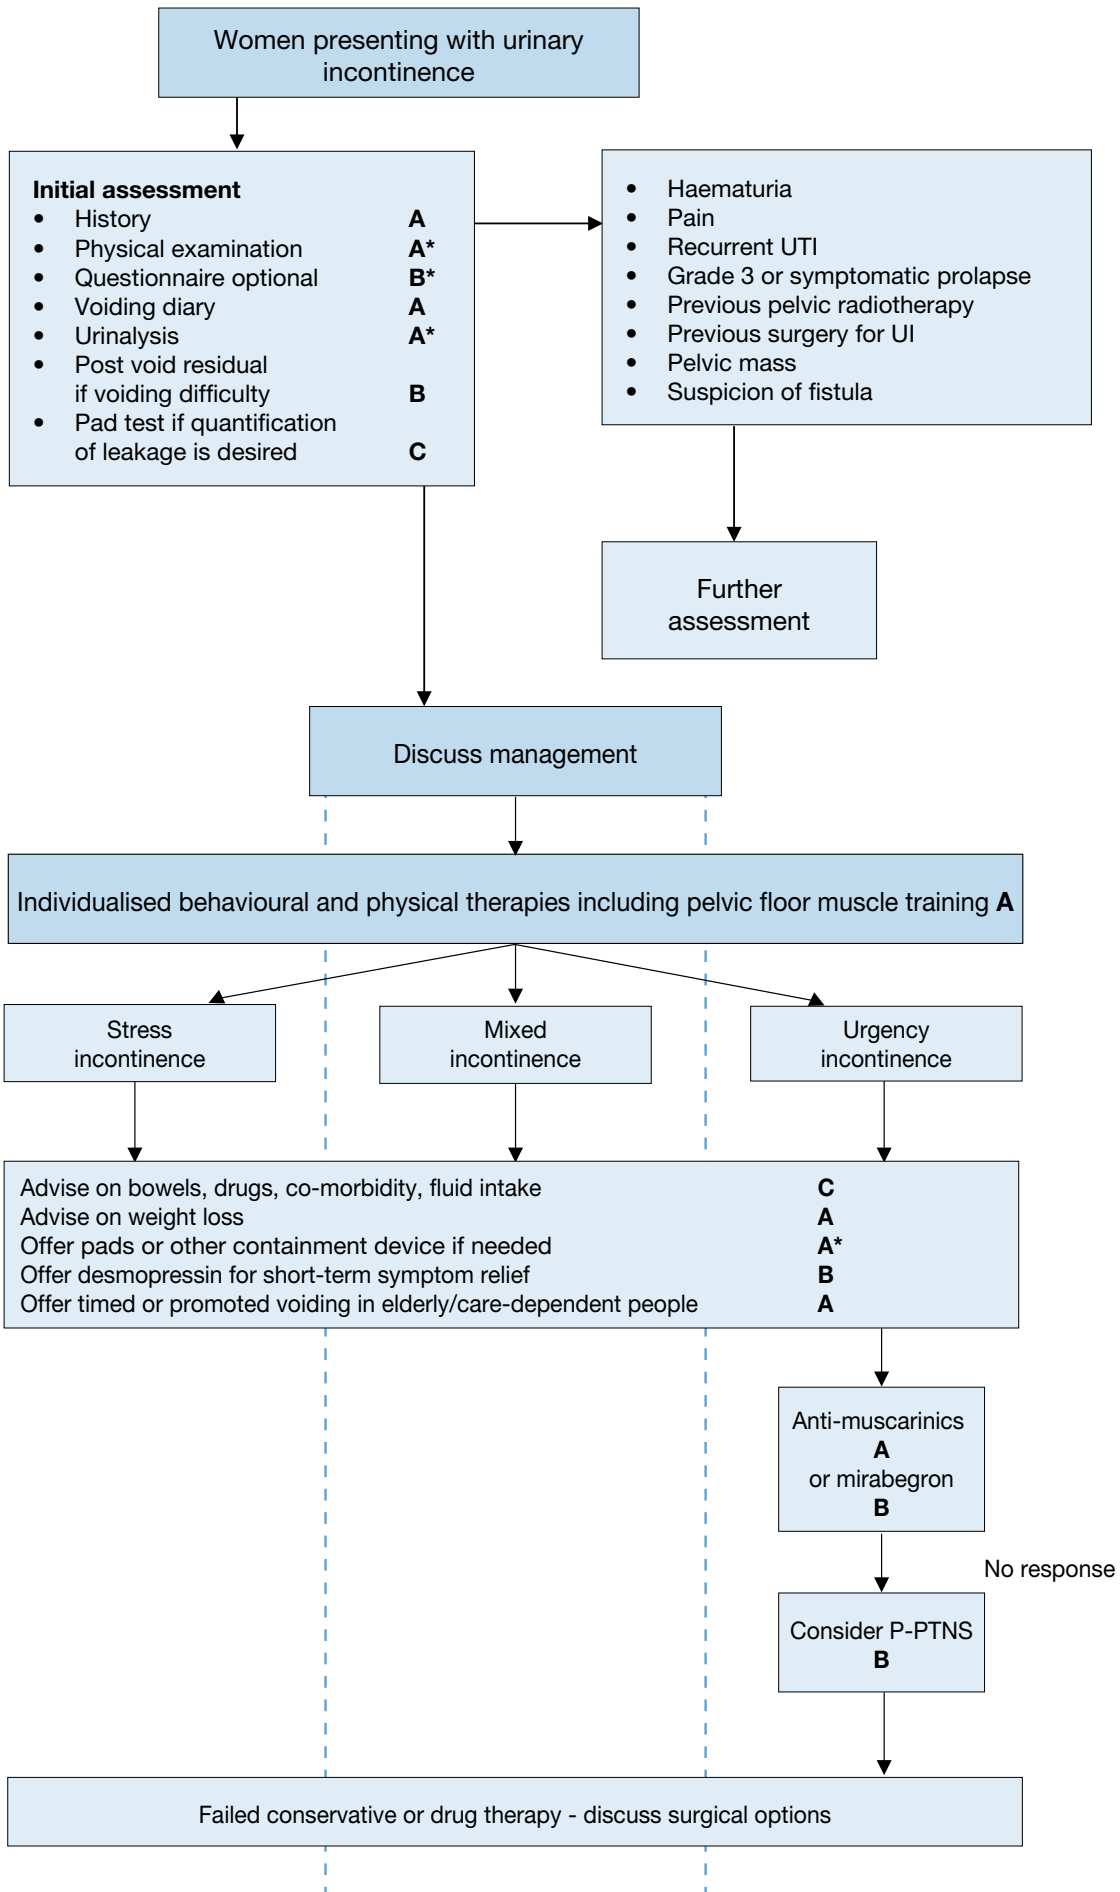 Women presenting with urinary
incontinence
Initial assessment
• History A
• Physical examination A*
• Questionnaire optional B*
• Voiding diary A
• Urinalysis A*
• Post void residual
if voiding difficulty B
• Pad test if quantification
of leakage is desired C
• Haematuria
• Pain
• Recurrent UTI
• Grade 3 or symptomatic prolapse
• Previous pelvic radiotherapy
• Previous surgery for UI
• Pelvic mass
• Suspicion of fistula
Further
assessment
Discuss management
Individualised behavioural and physical therapies including pelvic floor muscle training A
Stress
incontinence
Mixed
incontinence
Urgency
incontinence
Advise on bowels, drugs, co-morbidity, fluid intake C
Advise on weight loss A
Offer pads or other containment device if needed A*
Offer desmopressin for short-term symptom relief B
Offer timed or promoted voiding in elderly/care-dependent people A
Anti-muscarinics
A
or mirabegron
B
No response
Consider P-PTNS
B
Failed conservative or drug therapy - discuss surgical options